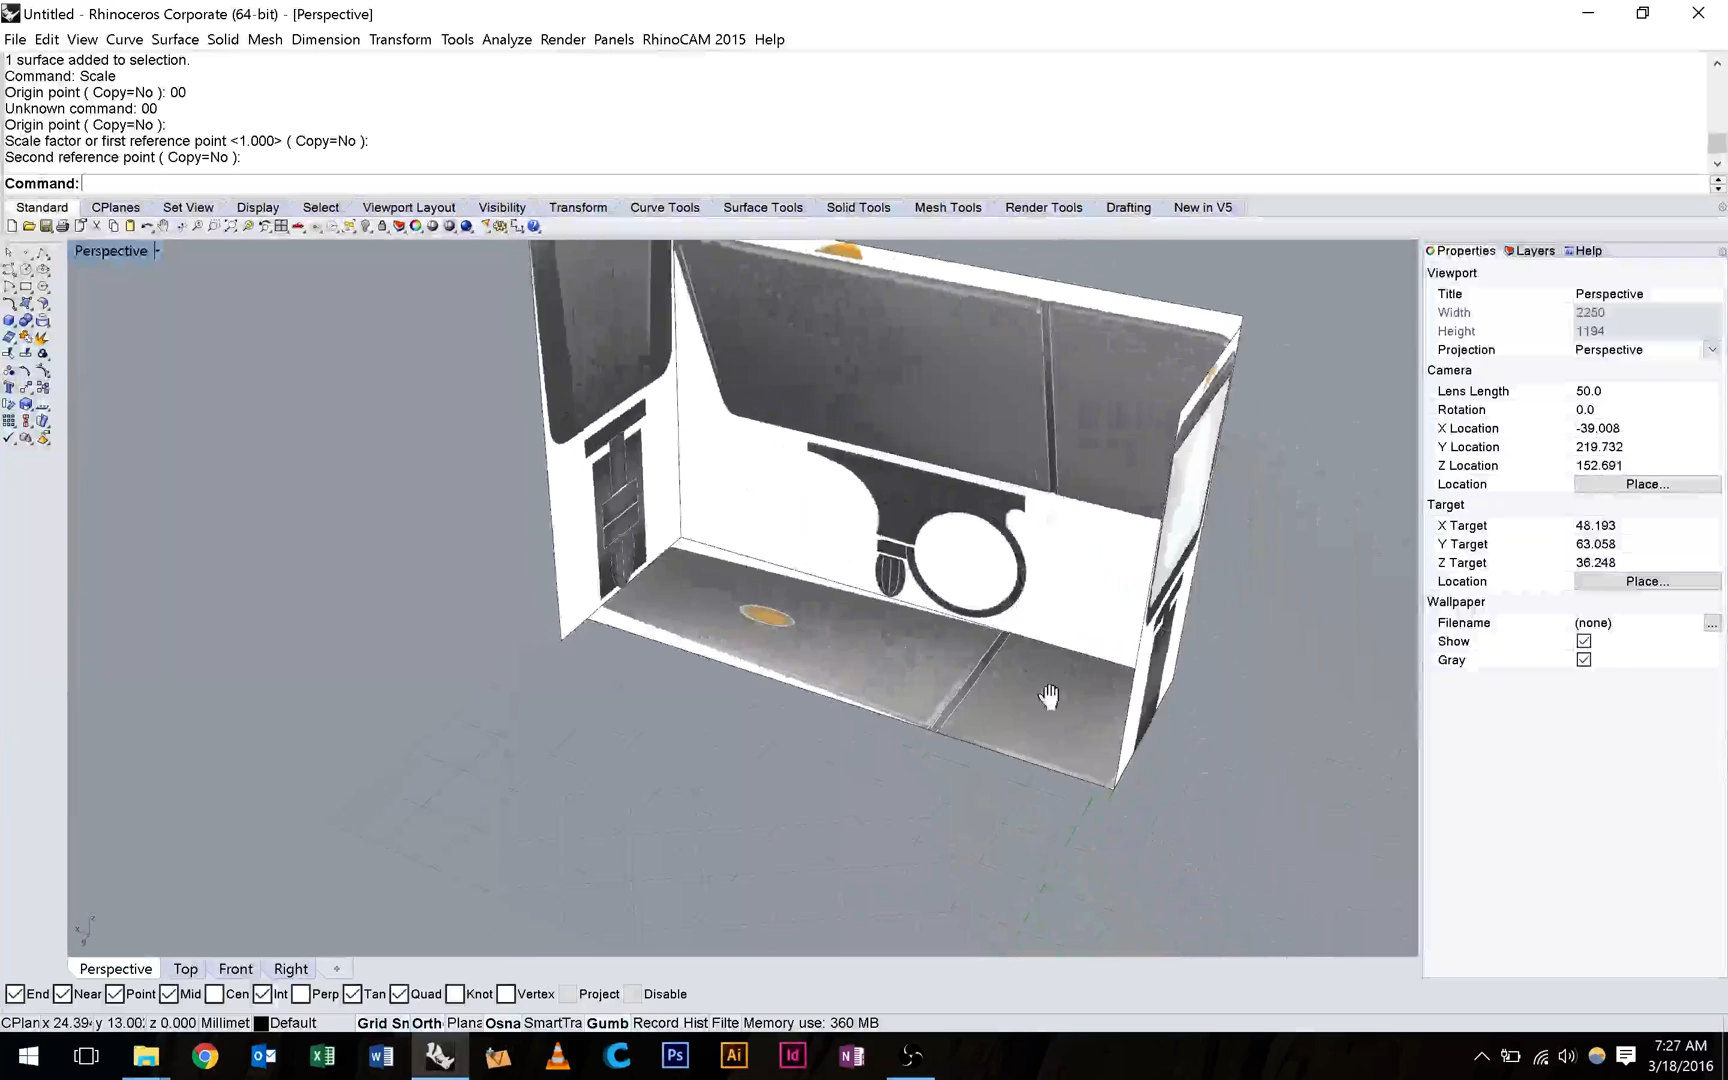 Untitled - Rhinoceros Corporate (64-bit) - [Perspective]
File Edit View Curve Surface Solid Mesh Dimension Transform Tools Analyze Render Panels RhinoCAM 2015 Help
1 surface added to selection.
Command: Scale
Origin point ( Copy=No ): 00
Unknown command: 00
Origin point ( Copy=No ):
Scale factor or first reference point <1.000> ( Copy=No ):
Second reference point ( Copy=No ):
Command:
Standard CPlanes Set View Display Select Viewport Layout Visibility Transform Curve Tools Surface Tools Solid Tools Mesh Tools Render Tools Drafting New in V5
Perspective
Properties Layers Help
Viewport
Title Perspective
Width 2250
Height 1194
Projection Perspective
Camera
Lens Length 50.0
Rotation 0.0
X Location -39.008
Y Location 219.732
Z Location 152.691
Location Place...
Target
X Target 48.193
Y Target 63.058
Z Target 36.248
Location Place...
Wallpaper
Filename (none) ...
Show
Gray
Perspective Top Front Right
End Near Point Mid Cen Int Perp Tan Quad Knot Vertex Project Disable
CPlan x 24.394 y 13.002 z 0.000 Millimet Default Grid Sn Orth Plana Osna SmartTra Gumb Record Hist Filte Memory use: 360 MB
Ps Ai Id
7:27 AM
3/18/2016